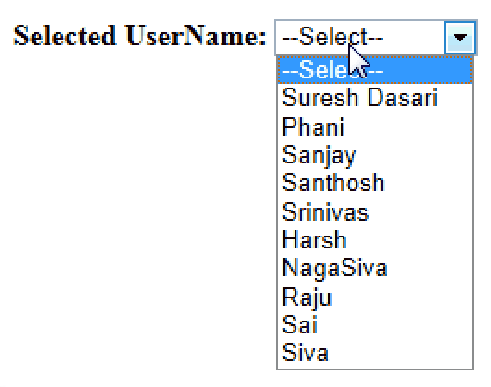 Selected UserName: --Select--
--Select--
Suresh Dasari
Phani
Sanjay
Santhosh
Srinivas
Harsh
NagaSiva
Raju
Sai
Siva